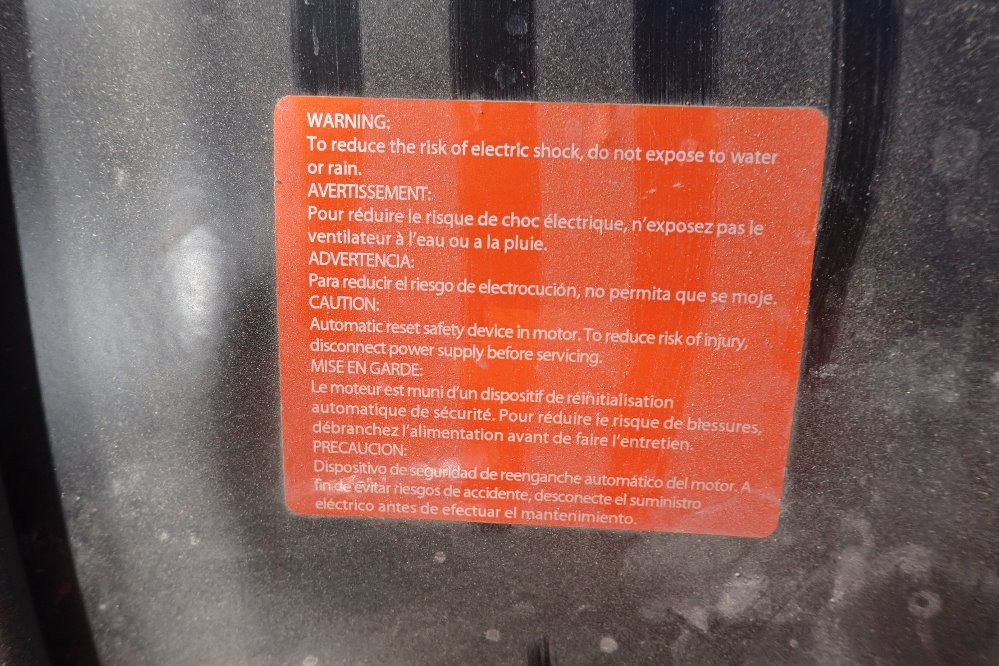 WARNING:
To reduce the risk of electric shock, do not expose to water
or rain.
AVERTISSEMENT:
Pour réduire le risque de choc électrique, n'exposez pas le
ventilateur à l'eau ou a la pluie.
ADVERTENCIA:
Para reducir el riesgo de electrocución, no permita que se moje.
CAUTION:
Automatic reset safety device in motor. To reduce risk of injury,
disconnect power supply before servicing.
MISE EN GARDE:
Le moteur est muni d'un dispositif de réinitialisation
automatique de sécurité. Pour réduire le risque de blessures,
débranchez l'alimentation avant de faire l'entretien.
PRECAUCION:
Dispositivo de seguridad de reenganche automático del motor. A
fin de evitar riesgos de accidente, desconecte el suministro
eléctrico antes de efectuar el mantenimiento.